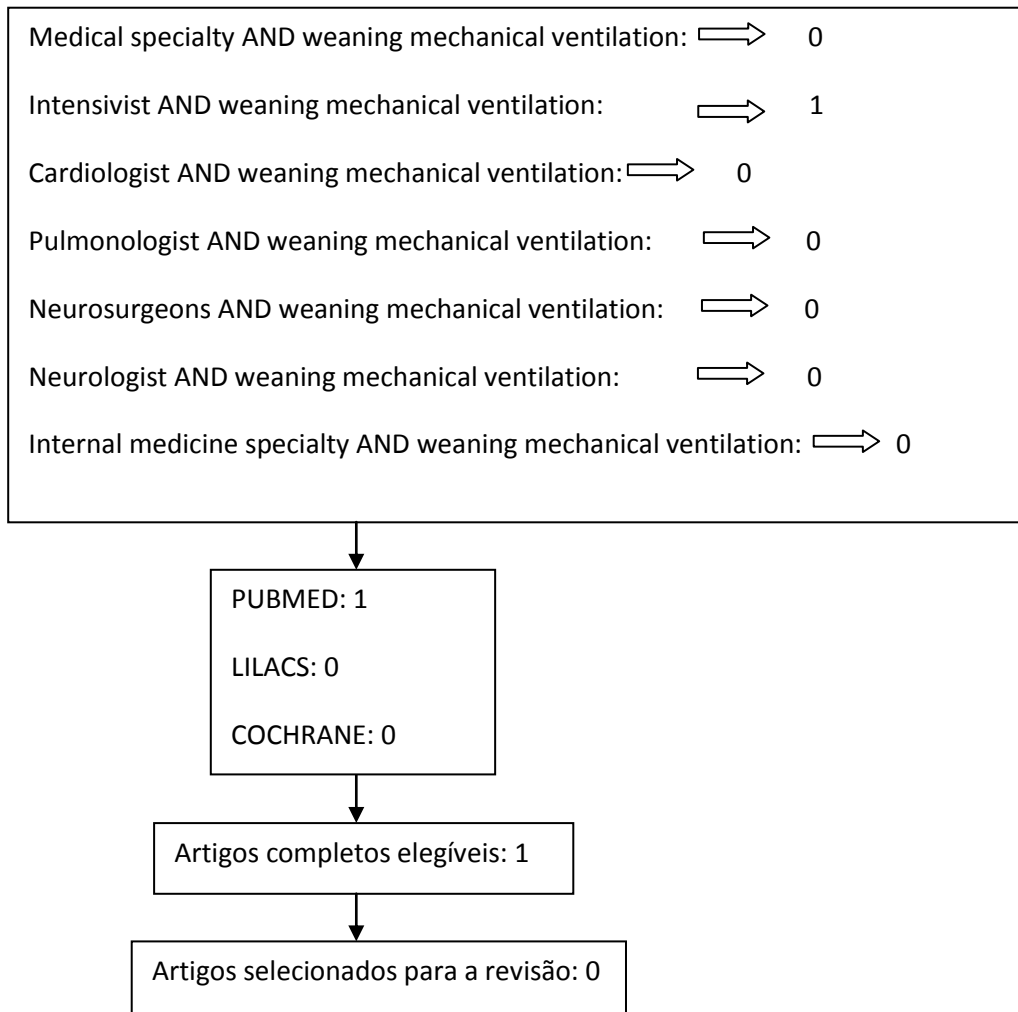 Medical specialty AND weaning mechanical ventilation: 0
Intensivist AND weaning mechanical ventilation: 1
Cardiologist AND weaning mechanical ventilation: 0
Pulmonologist AND weaning mechanical ventilation: 0
Neurosurgeons AND weaning mechanical ventilation: 0
Neurologist AND weaning mechanical ventilation: 0
Internal medicine specialty AND weaning mechanical ventilation: 0
PUBMED: 1
LILACS: 0
COCHRANE: 0
Artigos completos elegíveis: 1
Artigos selecionados para a revisão: 0